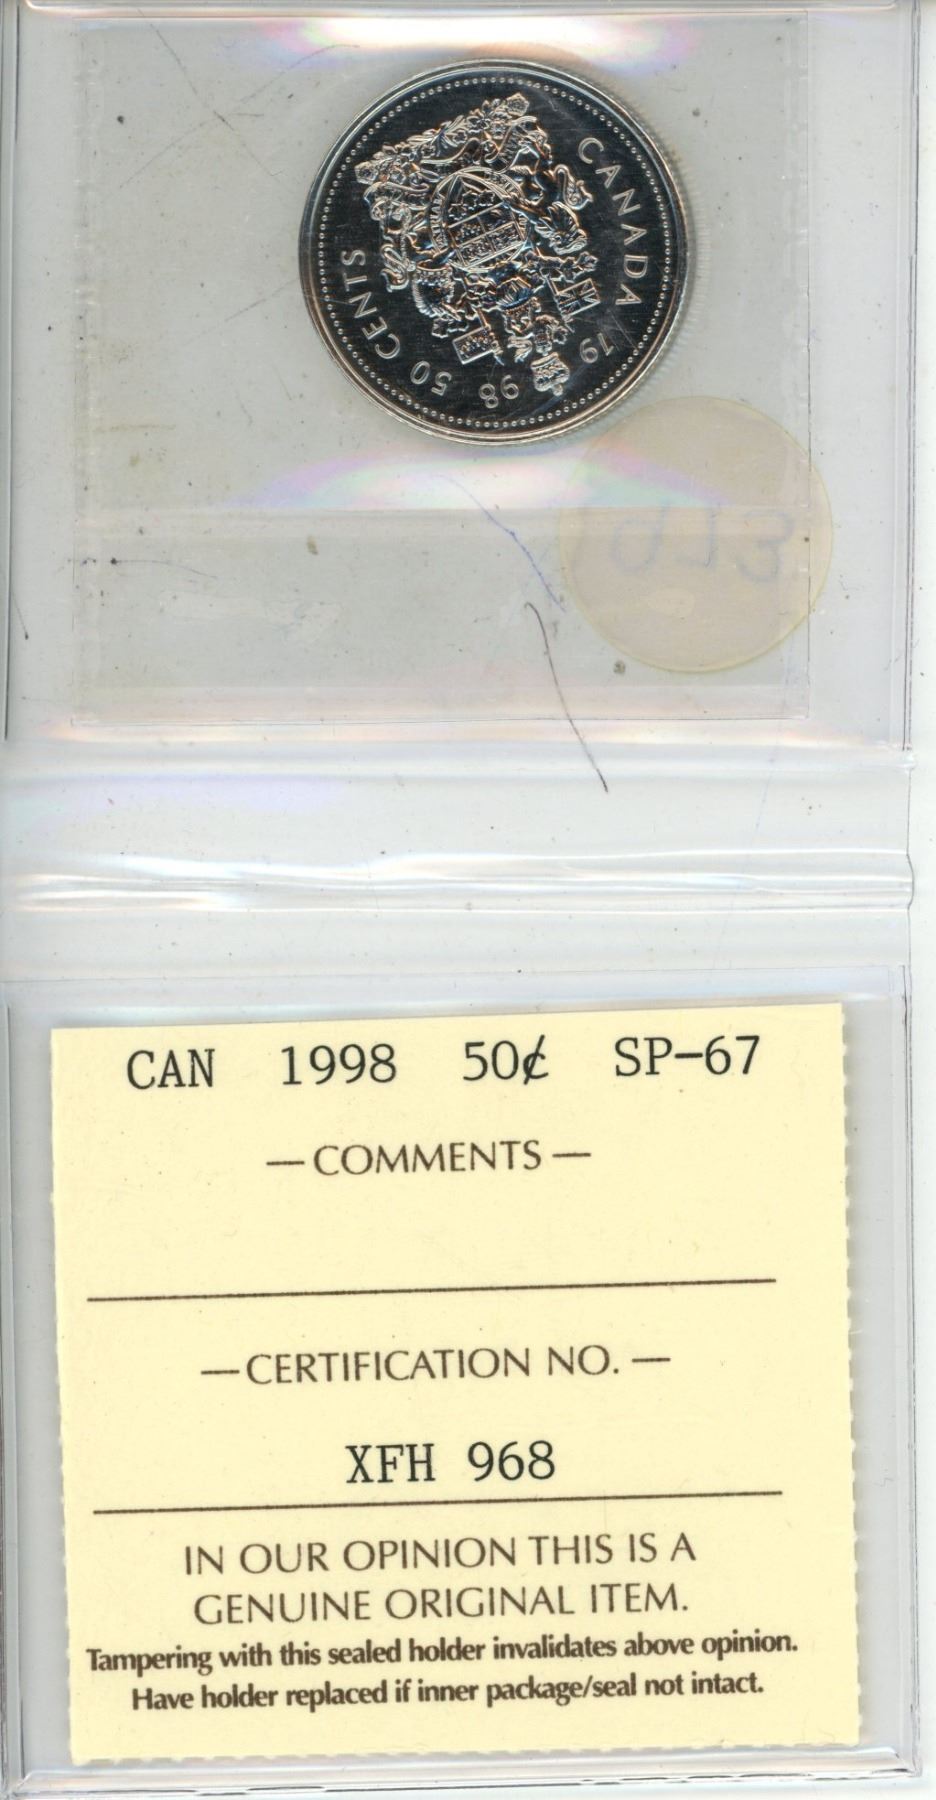 CANADA
19 98
50 CENTS
CAN 1998 50¢ SP-67
— COMMENTS —
— CERTIFICATION NO. —
XFH 968
IN OUR OPINION THIS IS A
GENUINE ORIGINAL ITEM.
Tampering with this sealed holder invalidates above opinion.
Have holder replaced if inner package/seal not intact.